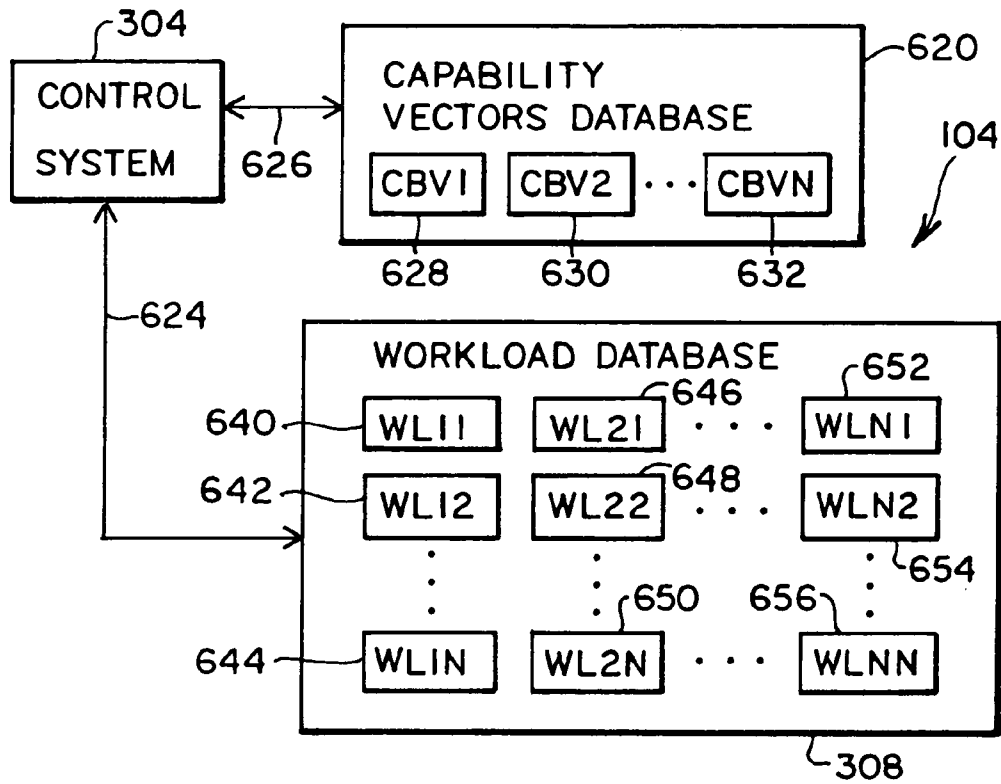 304
CONTROL
SYSTEM
626
620
CAPABILITY
VECTORS DATABASE
CBV1
CBV2
...
CBVN
628
630
632
104
624
WORKLOAD DATABASE
640
WL11
646
WL21
...
652
WLN1
642
WL12
648
WL22
...
WLN2
654
644
WL1N
650
WL2N
...
656
WLNN
308